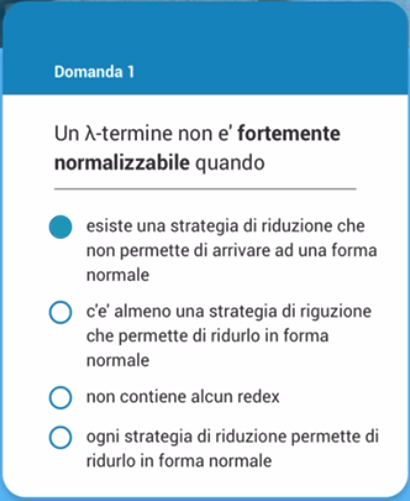 Domanda 1
Un λ-termine non e' fortemente
normalizzabile quando
esiste una strategia di riduzione che
non permette di arrivare ad una forma
normale
c'e' almeno una strategia di riguzione
che permette di ridurlo in forma
normale
non contiene alcun redex
ogni strategia di riduzione permette di
ridurlo in forma normale